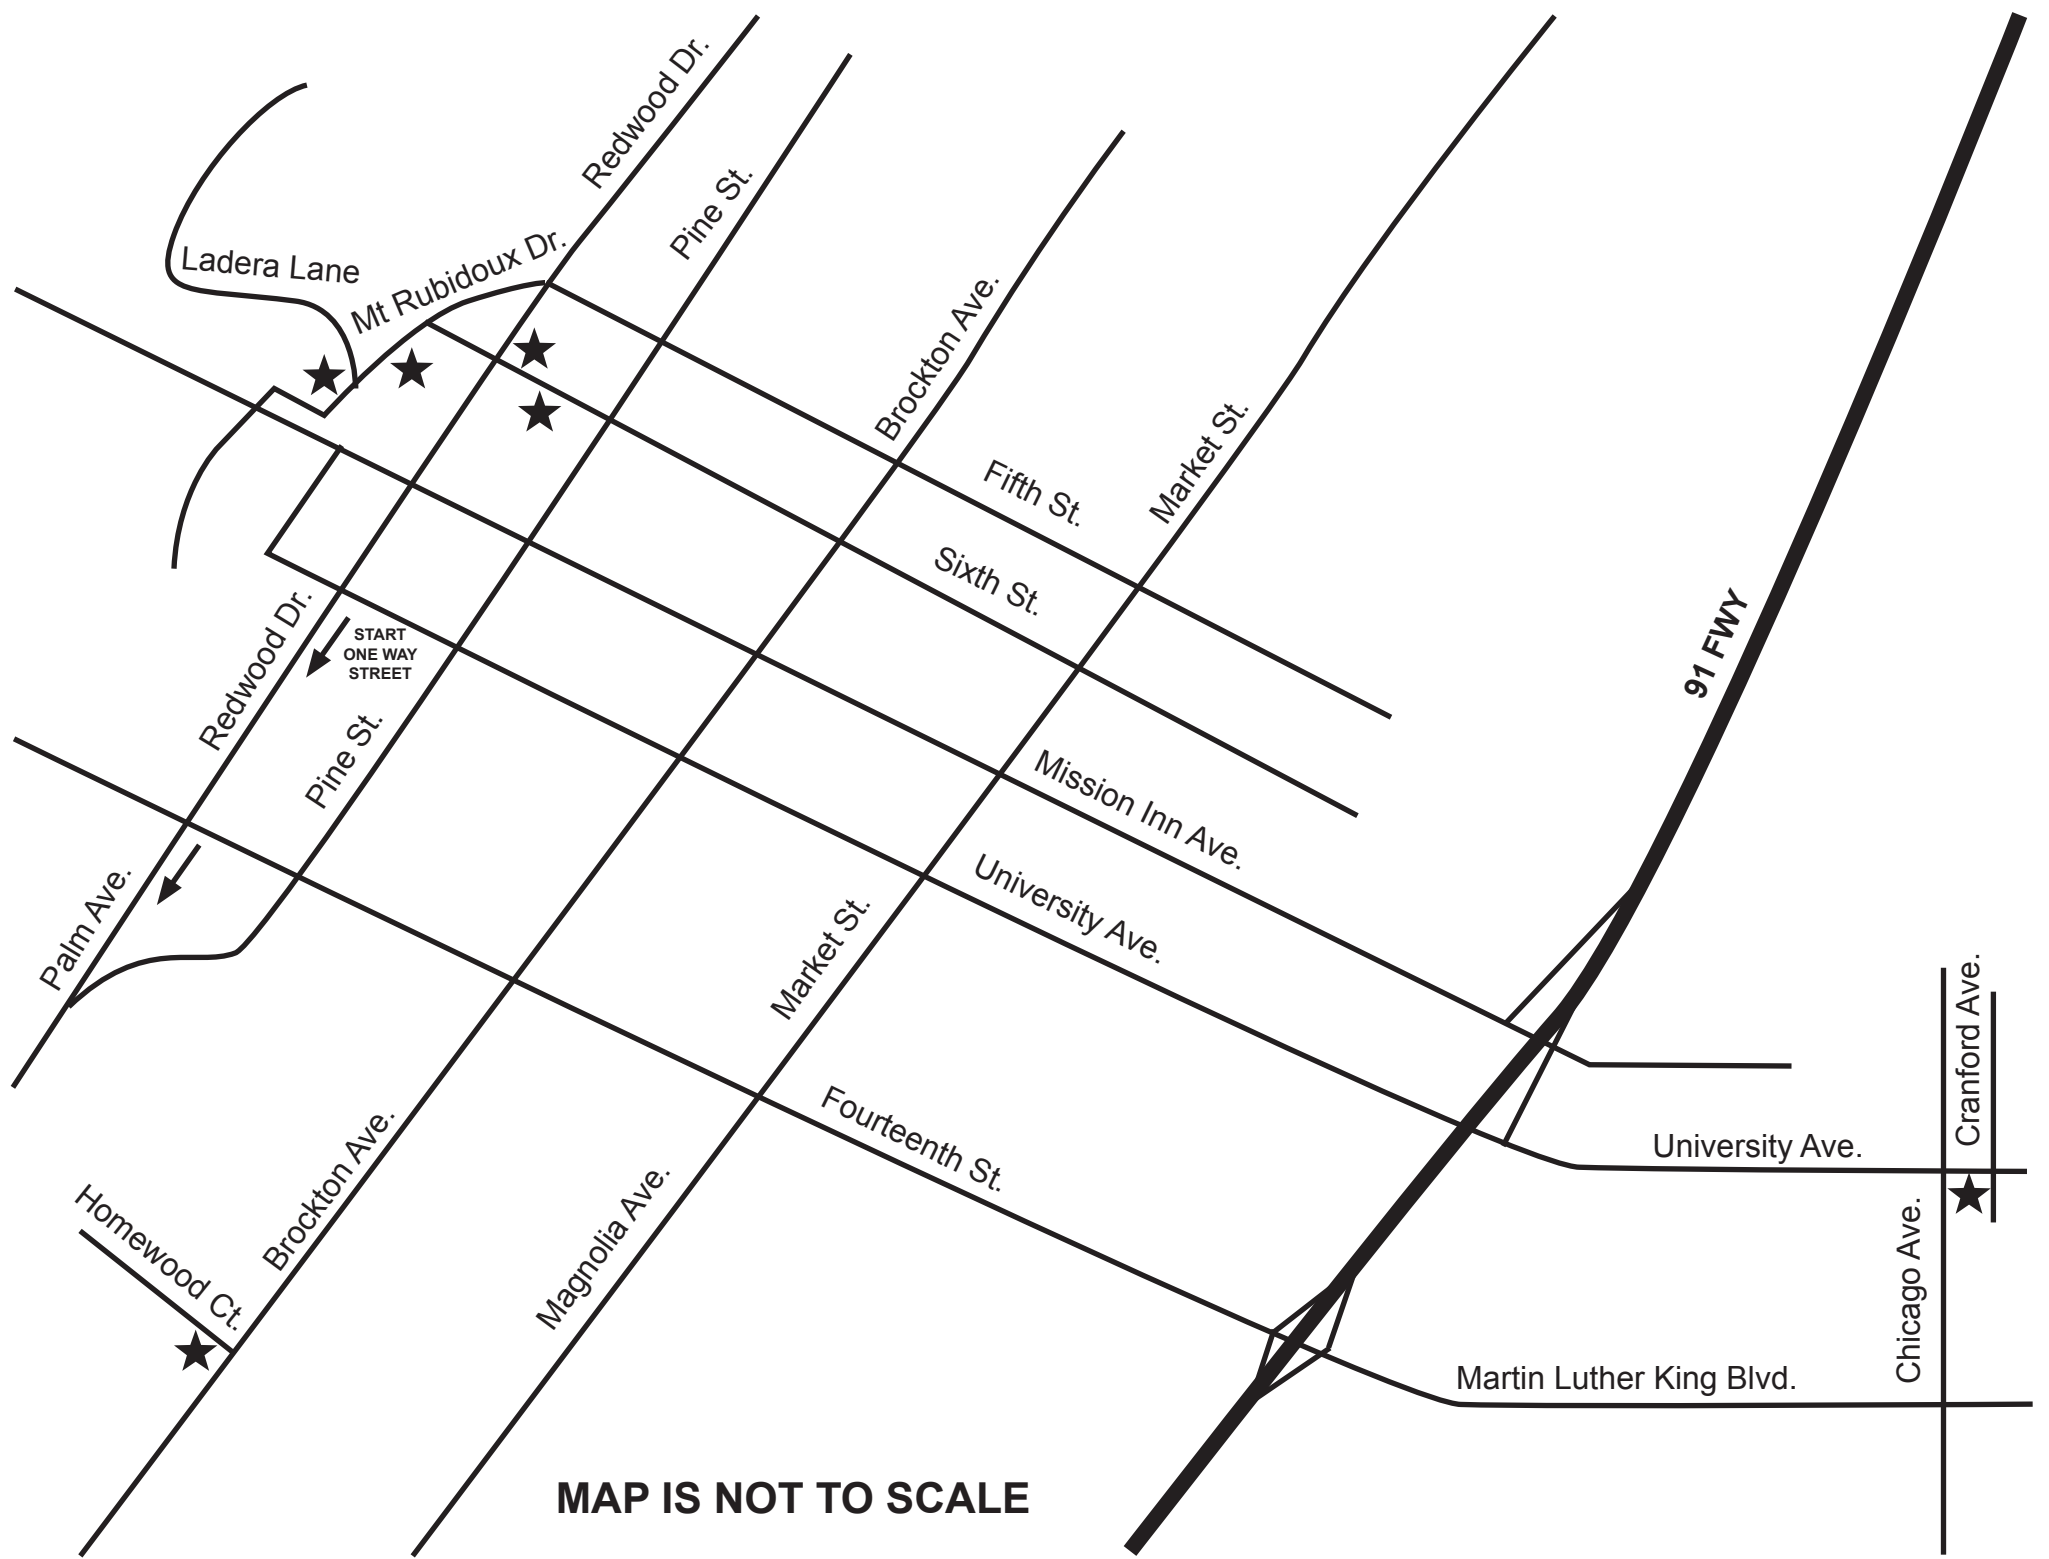 Redwood Dr.
Pine St.
Ladera Lane
Mt Rubidoux Dr.
Brockton Ave.
Market St.
Fifth St.
Sixth St.
91 FWY
Redwood Dr.
START
ONE WAY
STREET
Pine St.
Mission Inn Ave.
University Ave.
Palm Ave.
Market St.
Cranford Ave.
Fourteenth St.
University Ave.
Brockton Ave.
Homewood Ct.
Magnolia Ave.
Chicago Ave.
Martin Luther King Blvd.
MAP IS NOT TO SCALE